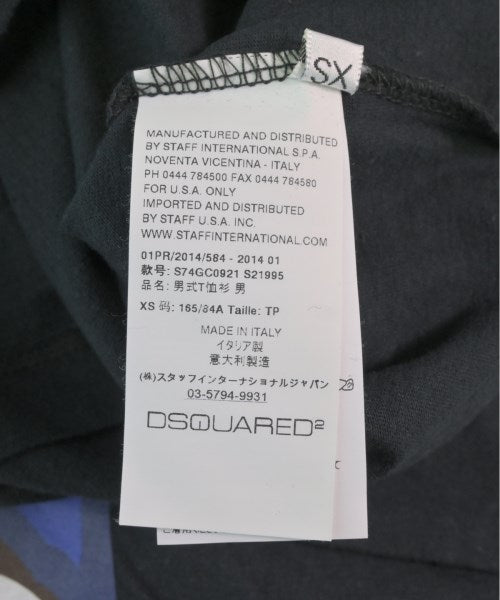 XS
MANUFACTURED AND DISTRIBUTED
BY STAFF INTERNATIONAL S.P.A.
NOVENTA VICENTINA - ITALY
PH 0444 784500 FAX 0444 784580
FOR U.S.A. ONLY
IMPORTED AND DISTRIBUTED
BY STAFF U.S.A. INC.
WWW.STAFFINTERNATIONAL.COM
01PR/2014/584 - 2014 01
款号: S74GC0921 S21995
品名: 男式T恤衫 男
XS 码: 165/84A Taille: TP
MADE IN ITALY
イタリア製
意大利製造
(株)スタッフインターナショナルジャパン
03-5794-9931
DSQUARED2